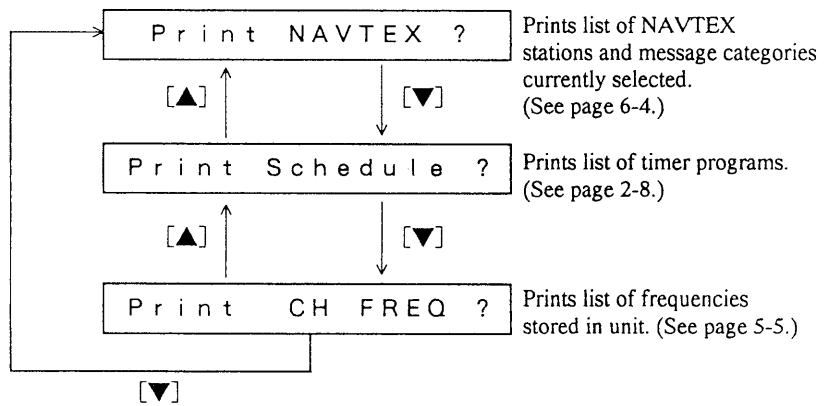 Print NAVTEX ?
Prints list of NAVTEX
stations and message categories
currently selected.
(See page 6-4.)
[▲]
[▼]
Print Schedule ?
Prints list of timer programs.
(See page 2-8.)
[▲]
[▼]
Print CH FREQ ?
Prints list of frequencies
stored in unit. (See page 5-5.)
[▼]